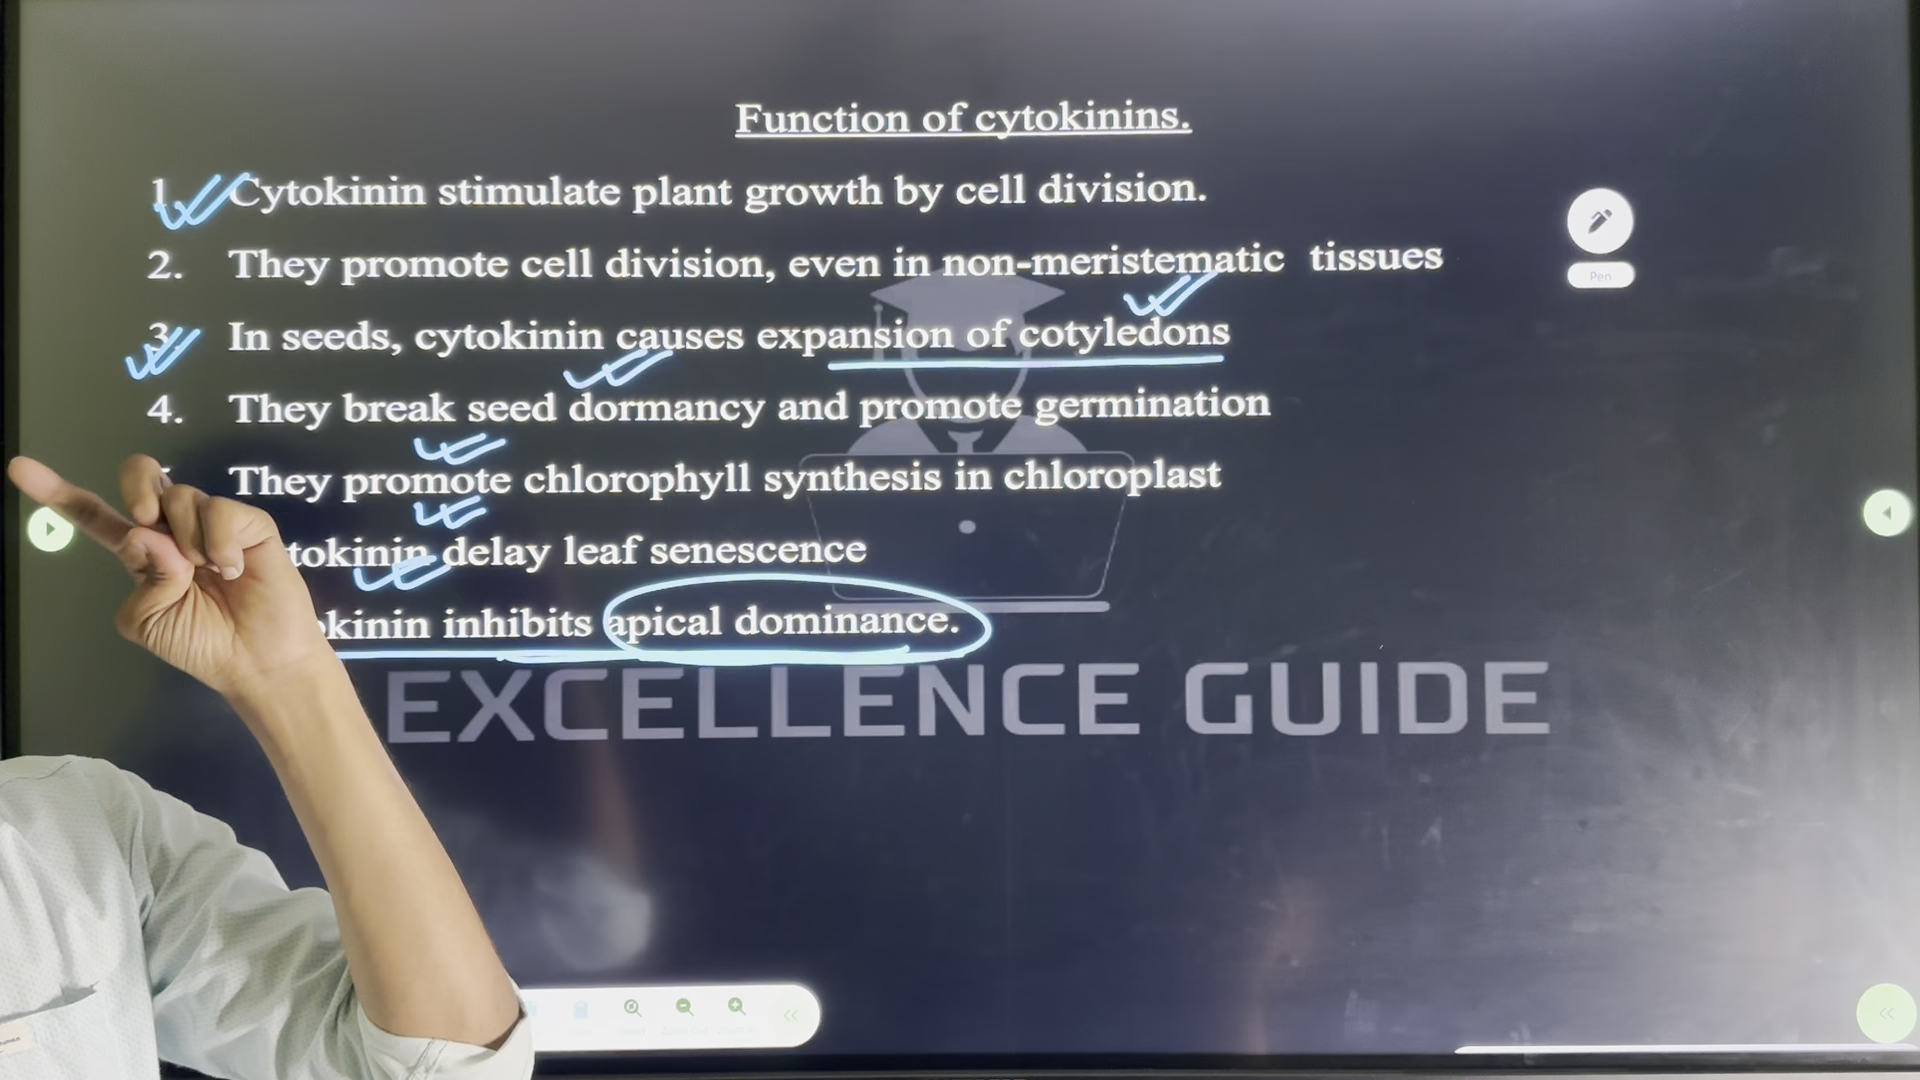 Function of cytokinins.
1. Cytokinin stimulate plant growth by cell division.
2. They promote cell division, even in non-meristematic tissues
3. In seeds, cytokinin causes expansion of cotyledons
4. They break seed dormancy and promote germination
They promote chlorophyll synthesis in chloroplast
tokinin delay leaf senescence
kinin inhibits apical dominance.
EXCELLENCE GUIDE
Pen